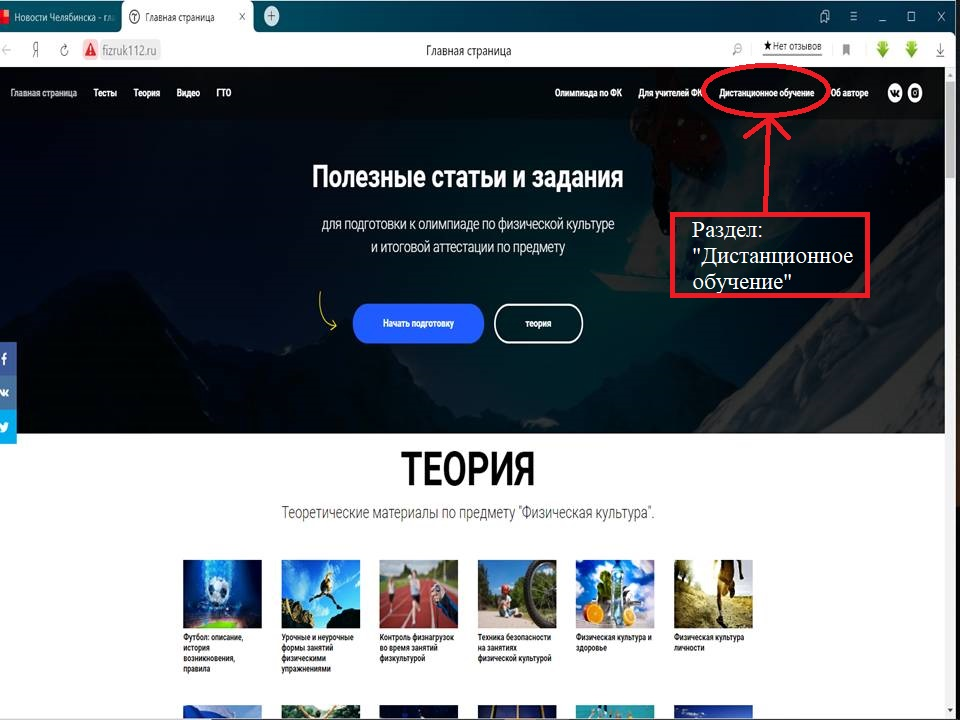 Новости Челябинска - гл
Главная страница
fizruk112.ru
Главная страница
Нет отзывов
Главная страница Тесты Теория Видео ГТО
Олимпиада по ФК Для учителей ФК Дистанционное обучение Об авторе
Полезные статьи и задания
для подготовки к олимпиаде по физической культуре
и итоговой аттестации по предмету
Начать подготовку
теория
Раздел:
"Дистанционное
обучение"
ТЕОРИЯ
Теоретические материалы по предмету "Физическая культура".
Футбол: описание,
история
возникновения,
правила
Урочные и неурочные
формы занятий
физическими
упражнениями
Контроль физнагрузок
во время занятий
физкультурой
Техника безопасности
на занятиях
физической культурой
Физическая культура и
здоровье
Физическая культура
личности